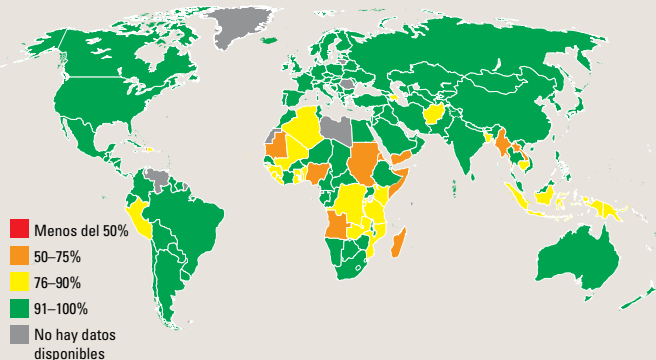 Menos del 50%
50–75%
76–90%
91–100%
No hay datos
disponibles